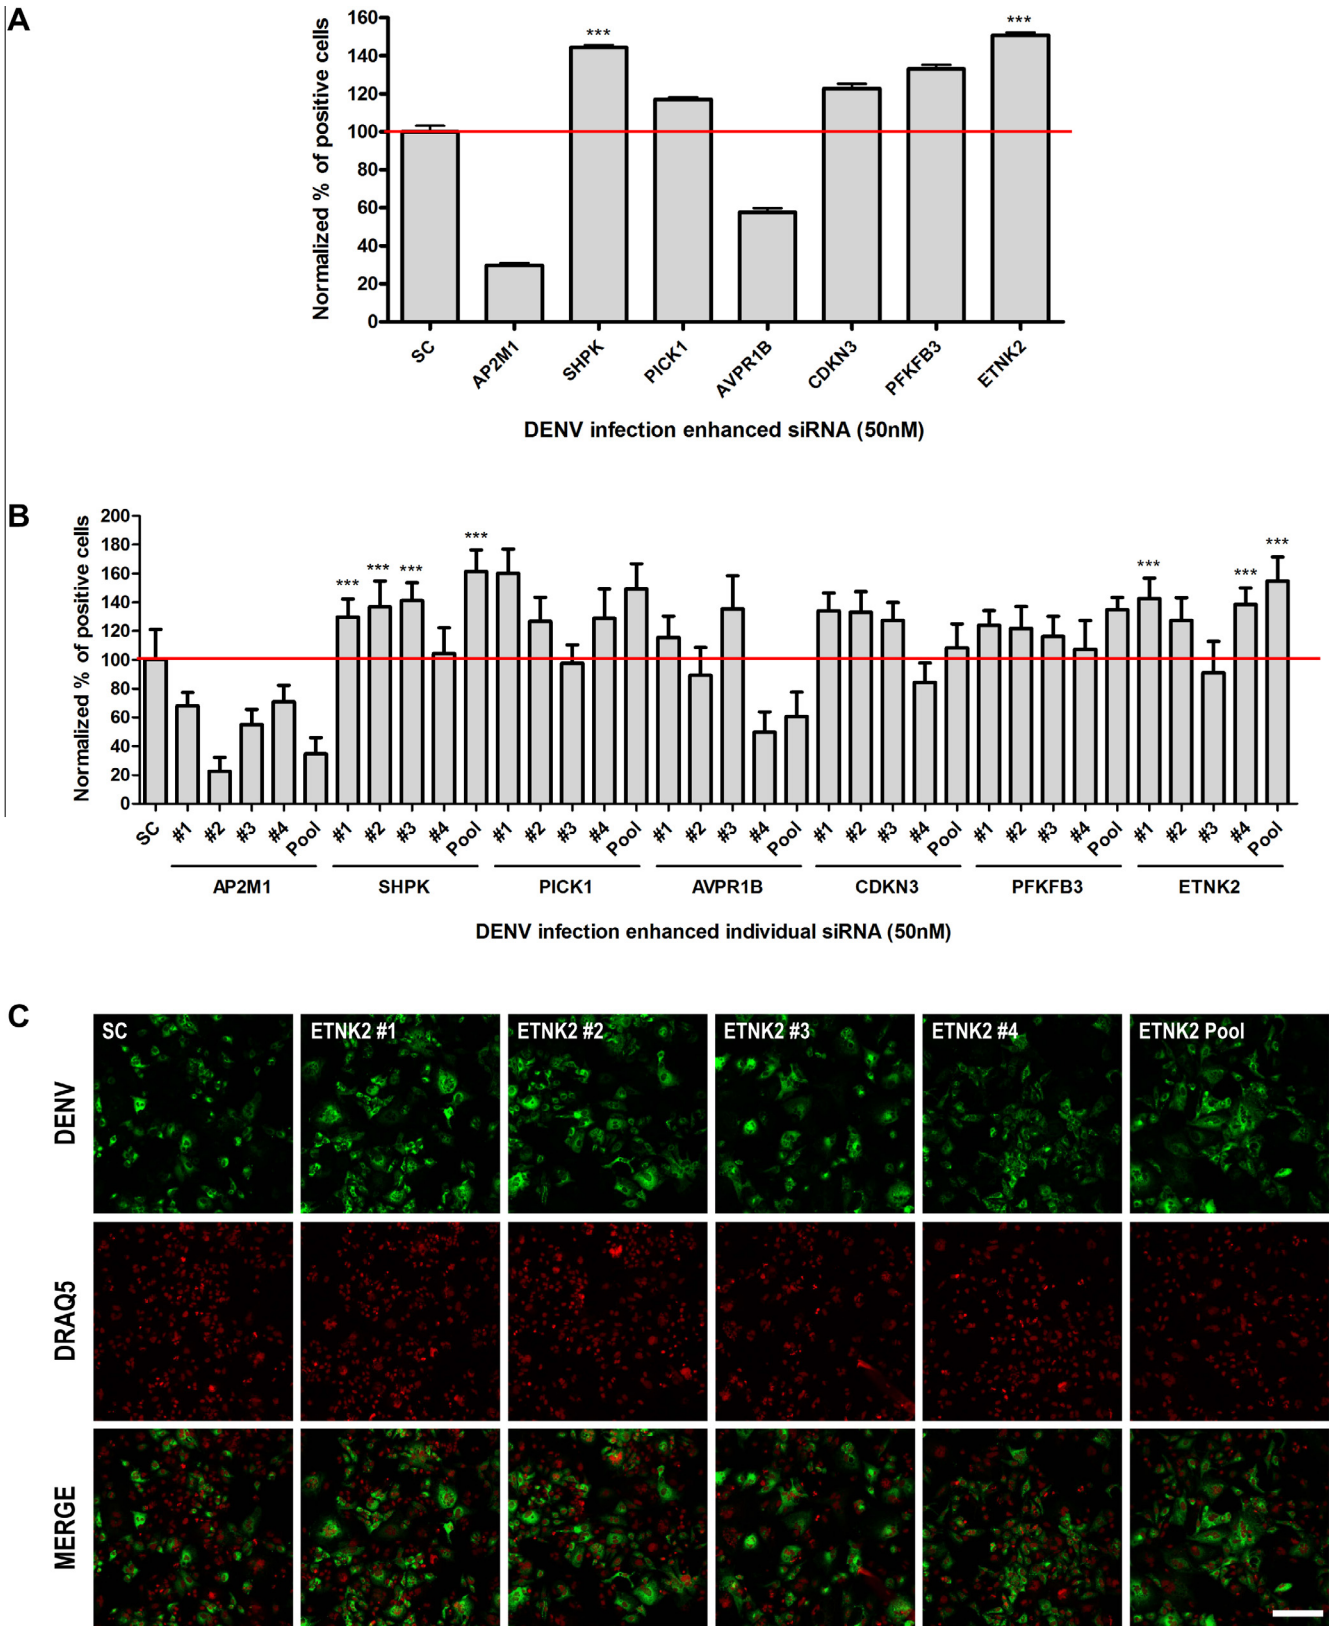 A
Normalized % of positive cells
160
140
120
100
80
60
40
20
0
***
***
SC
AP2M1
SHPK
PICK1
AVPR1B
CDKN3
PFKFB3
ETNK2
DENV infection enhanced siRNA (50nM)
B
Normalized % of positive cells
200
180
160
140
120
100
80
60
40
20
0
***
***
***
***
***
***
***
SC
#1
#2
#3
#4
Pool
#1
#2
#3
#4
Pool
#1
#2
#3
#4
Pool
#1
#2
#3
#4
Pool
#1
#2
#3
#4
Pool
#1
#2
#3
#4
Pool
#1
#2
#3
#4
Pool
AP2M1
SHPK
PICK1
AVPR1B
CDKN3
PFKFB3
ETNK2
DENV infection enhanced individual siRNA (50nM)
C
SC
ETNK2 #1
ETNK2 #2
ETNK2 #3
ETNK2 #4
ETNK2 Pool
DENV
DRAQ5
MERGE